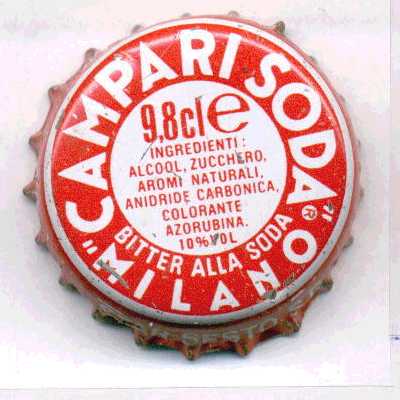 "CAMPARI SODA"®
9,8cl e
INGREDIENTI:
ALCOOL, ZUCCHERO,
AROMI NATURALI,
ANIDRIDE CARBONICA,
COLORANTE
AZORUBINA.
10% VOL
BITTER ALLA SODA
MILANO